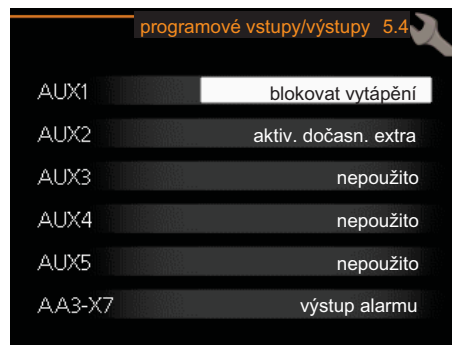 programové vstupy/výstupy 5.4
AUX1 blokovat vytápění
AUX2 aktiv. dočasn. extra
AUX3 nepoužito
AUX4 nepoužito
AUX5 nepoužito
AA3-X7 výstup alarmu